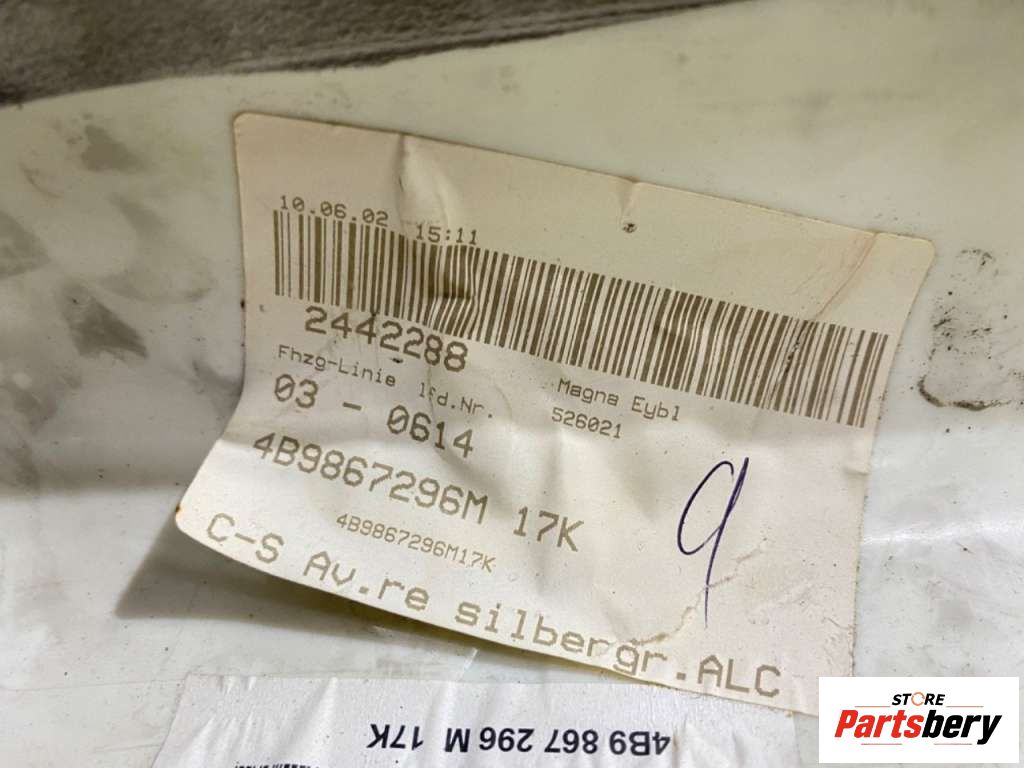 10.06.02 15:11
2442288
Fhzg-Linie lfd.Nr.
Magna Eybl
03 - 0614
526021
4B9867296M 17K
4B9867296M17K
9
C-S Av.re silbergr.ALC
4B9 867 296 M 17K
STORE
Partsbery